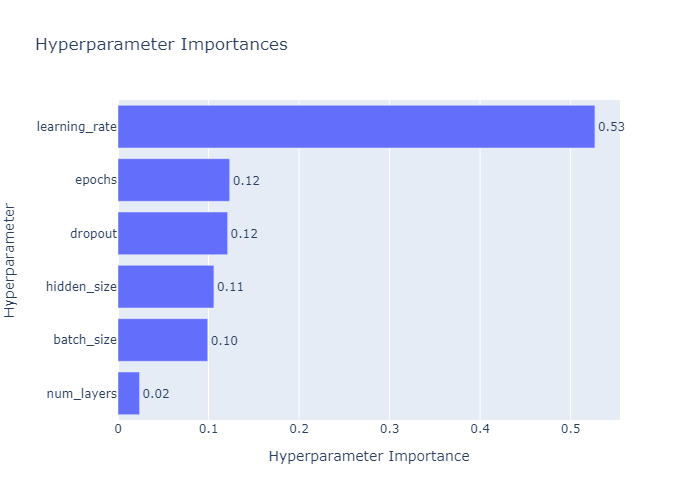 Hyperparameter Importances
Hyperparameter
learning_rate 0.53
epochs 0.12
dropout 0.12
hidden_size 0.11
batch_size 0.10
num_layers 0.02
0 0.1 0.2 0.3 0.4 0.5
Hyperparameter Importance